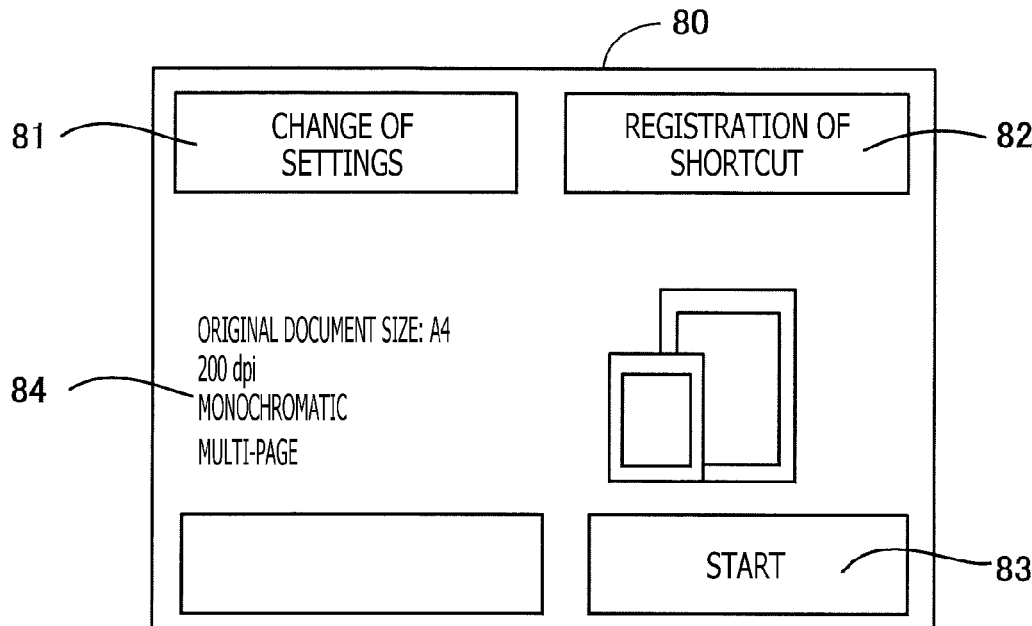 80
81
CHANGE OF
SETTINGS
REGISTRATION OF
SHORTCUT
82
ORIGINAL DOCUMENT SIZE: A4
200 dpi
84
MONOCHROMATIC
MULTI-PAGE
START
83